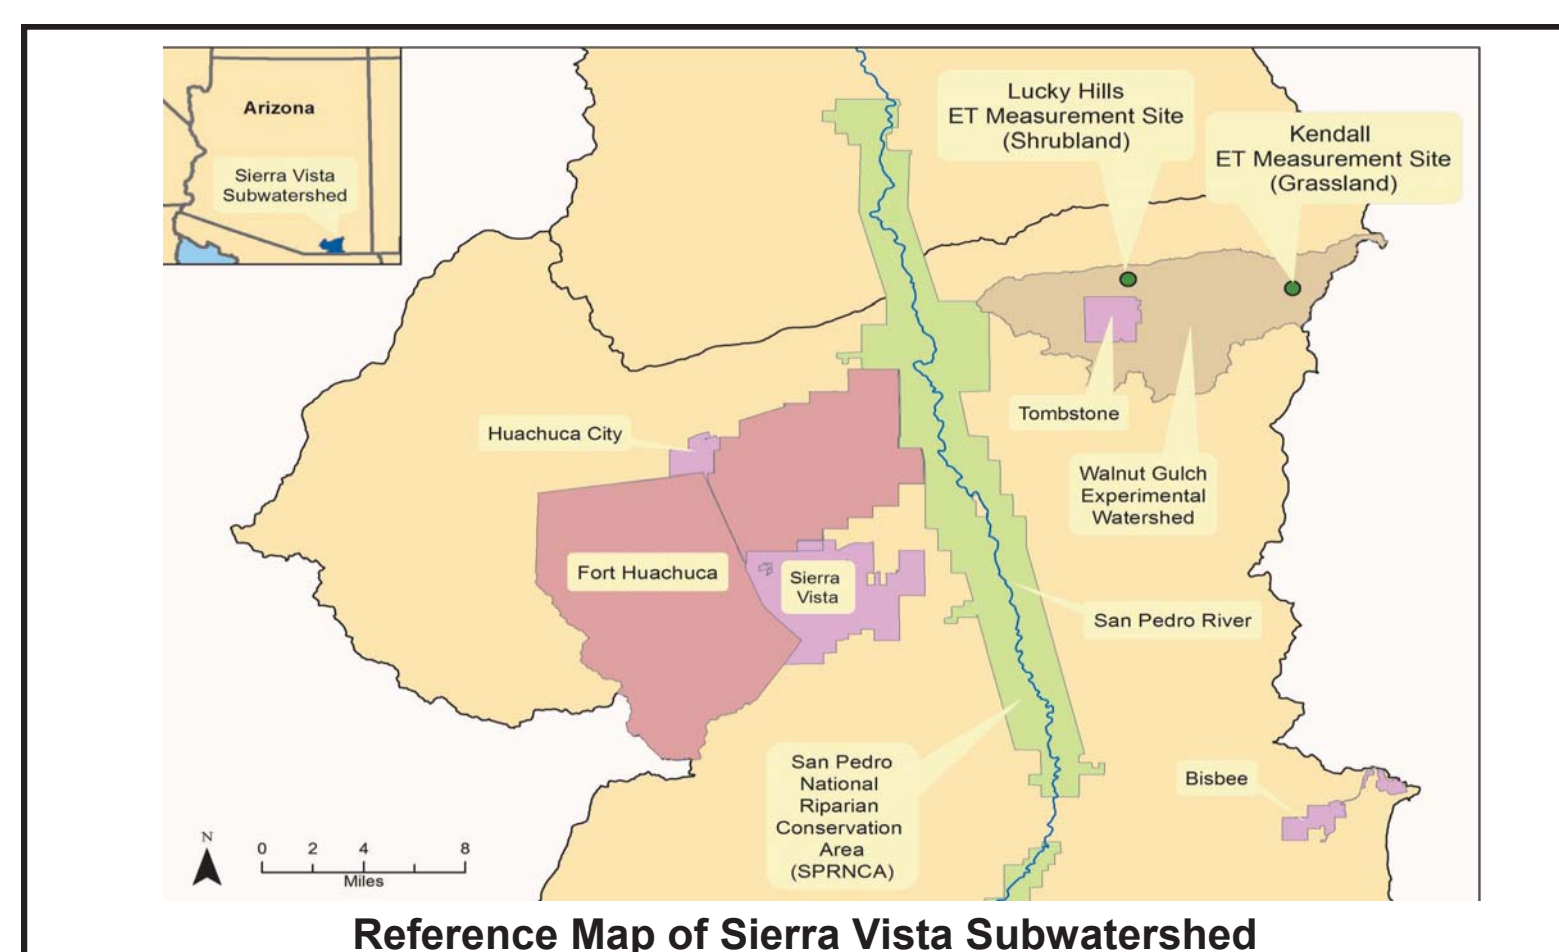 Arizona
Sierra Vista
Subwatershed
Lucky Hills
ET Measurement Site
(Shrubland)
Kendall
ET Measurement Site
(Grassland)
Huachuca City
Tombstone
Walnut Gulch
Experimental
Watershed
Fort Huachuca
Sierra
Vista
San Pedro River
San Pedro
National
Riparian
Conservation
Area
(SPRNCA)
Bisbee
N
0 2 4 8
Miles
Reference Map of Sierra Vista Subwatershed